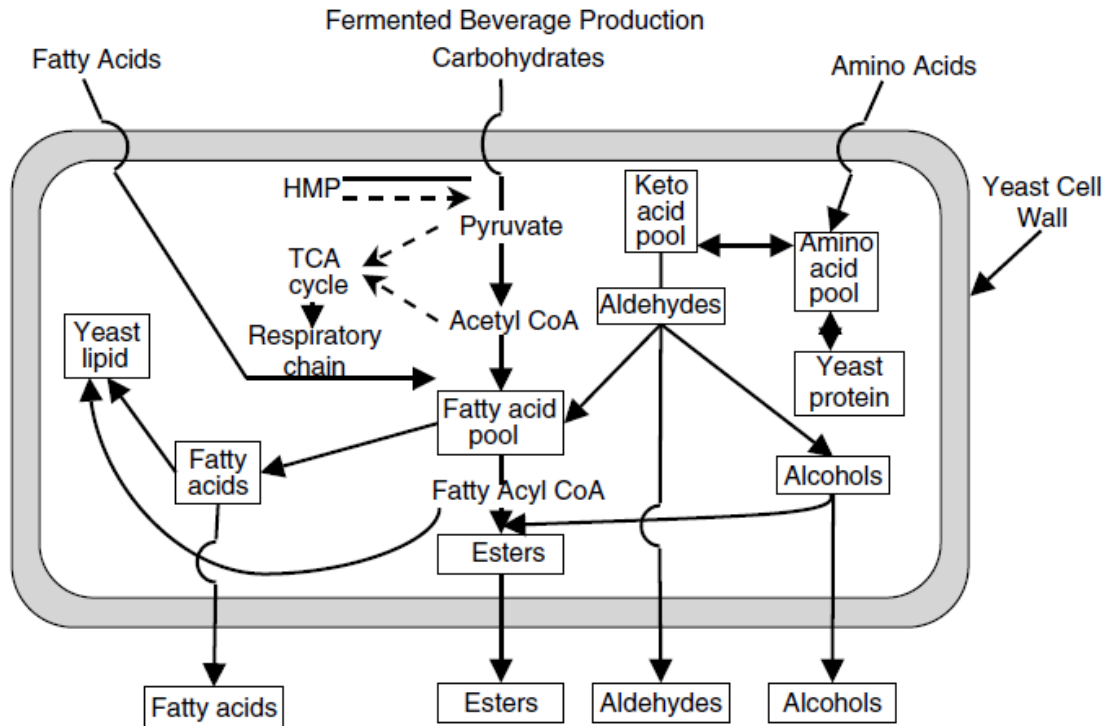 Fermented Beverage Production
Fatty Acids
Carbohydrates
Amino Acids
HMP
Keto
acid
pool
Yeast Cell
Wall
Pyruvate
TCA
cycle
Amino
acid
pool
Aldehydes
Acetyl CoA
Yeast
lipid
Respiratory
chain
Yeast
protein
Fatty acid
pool
Fatty
acids
Alcohols
Fatty Acyl CoA
Esters
Fatty acids
Esters
Aldehydes
Alcohols